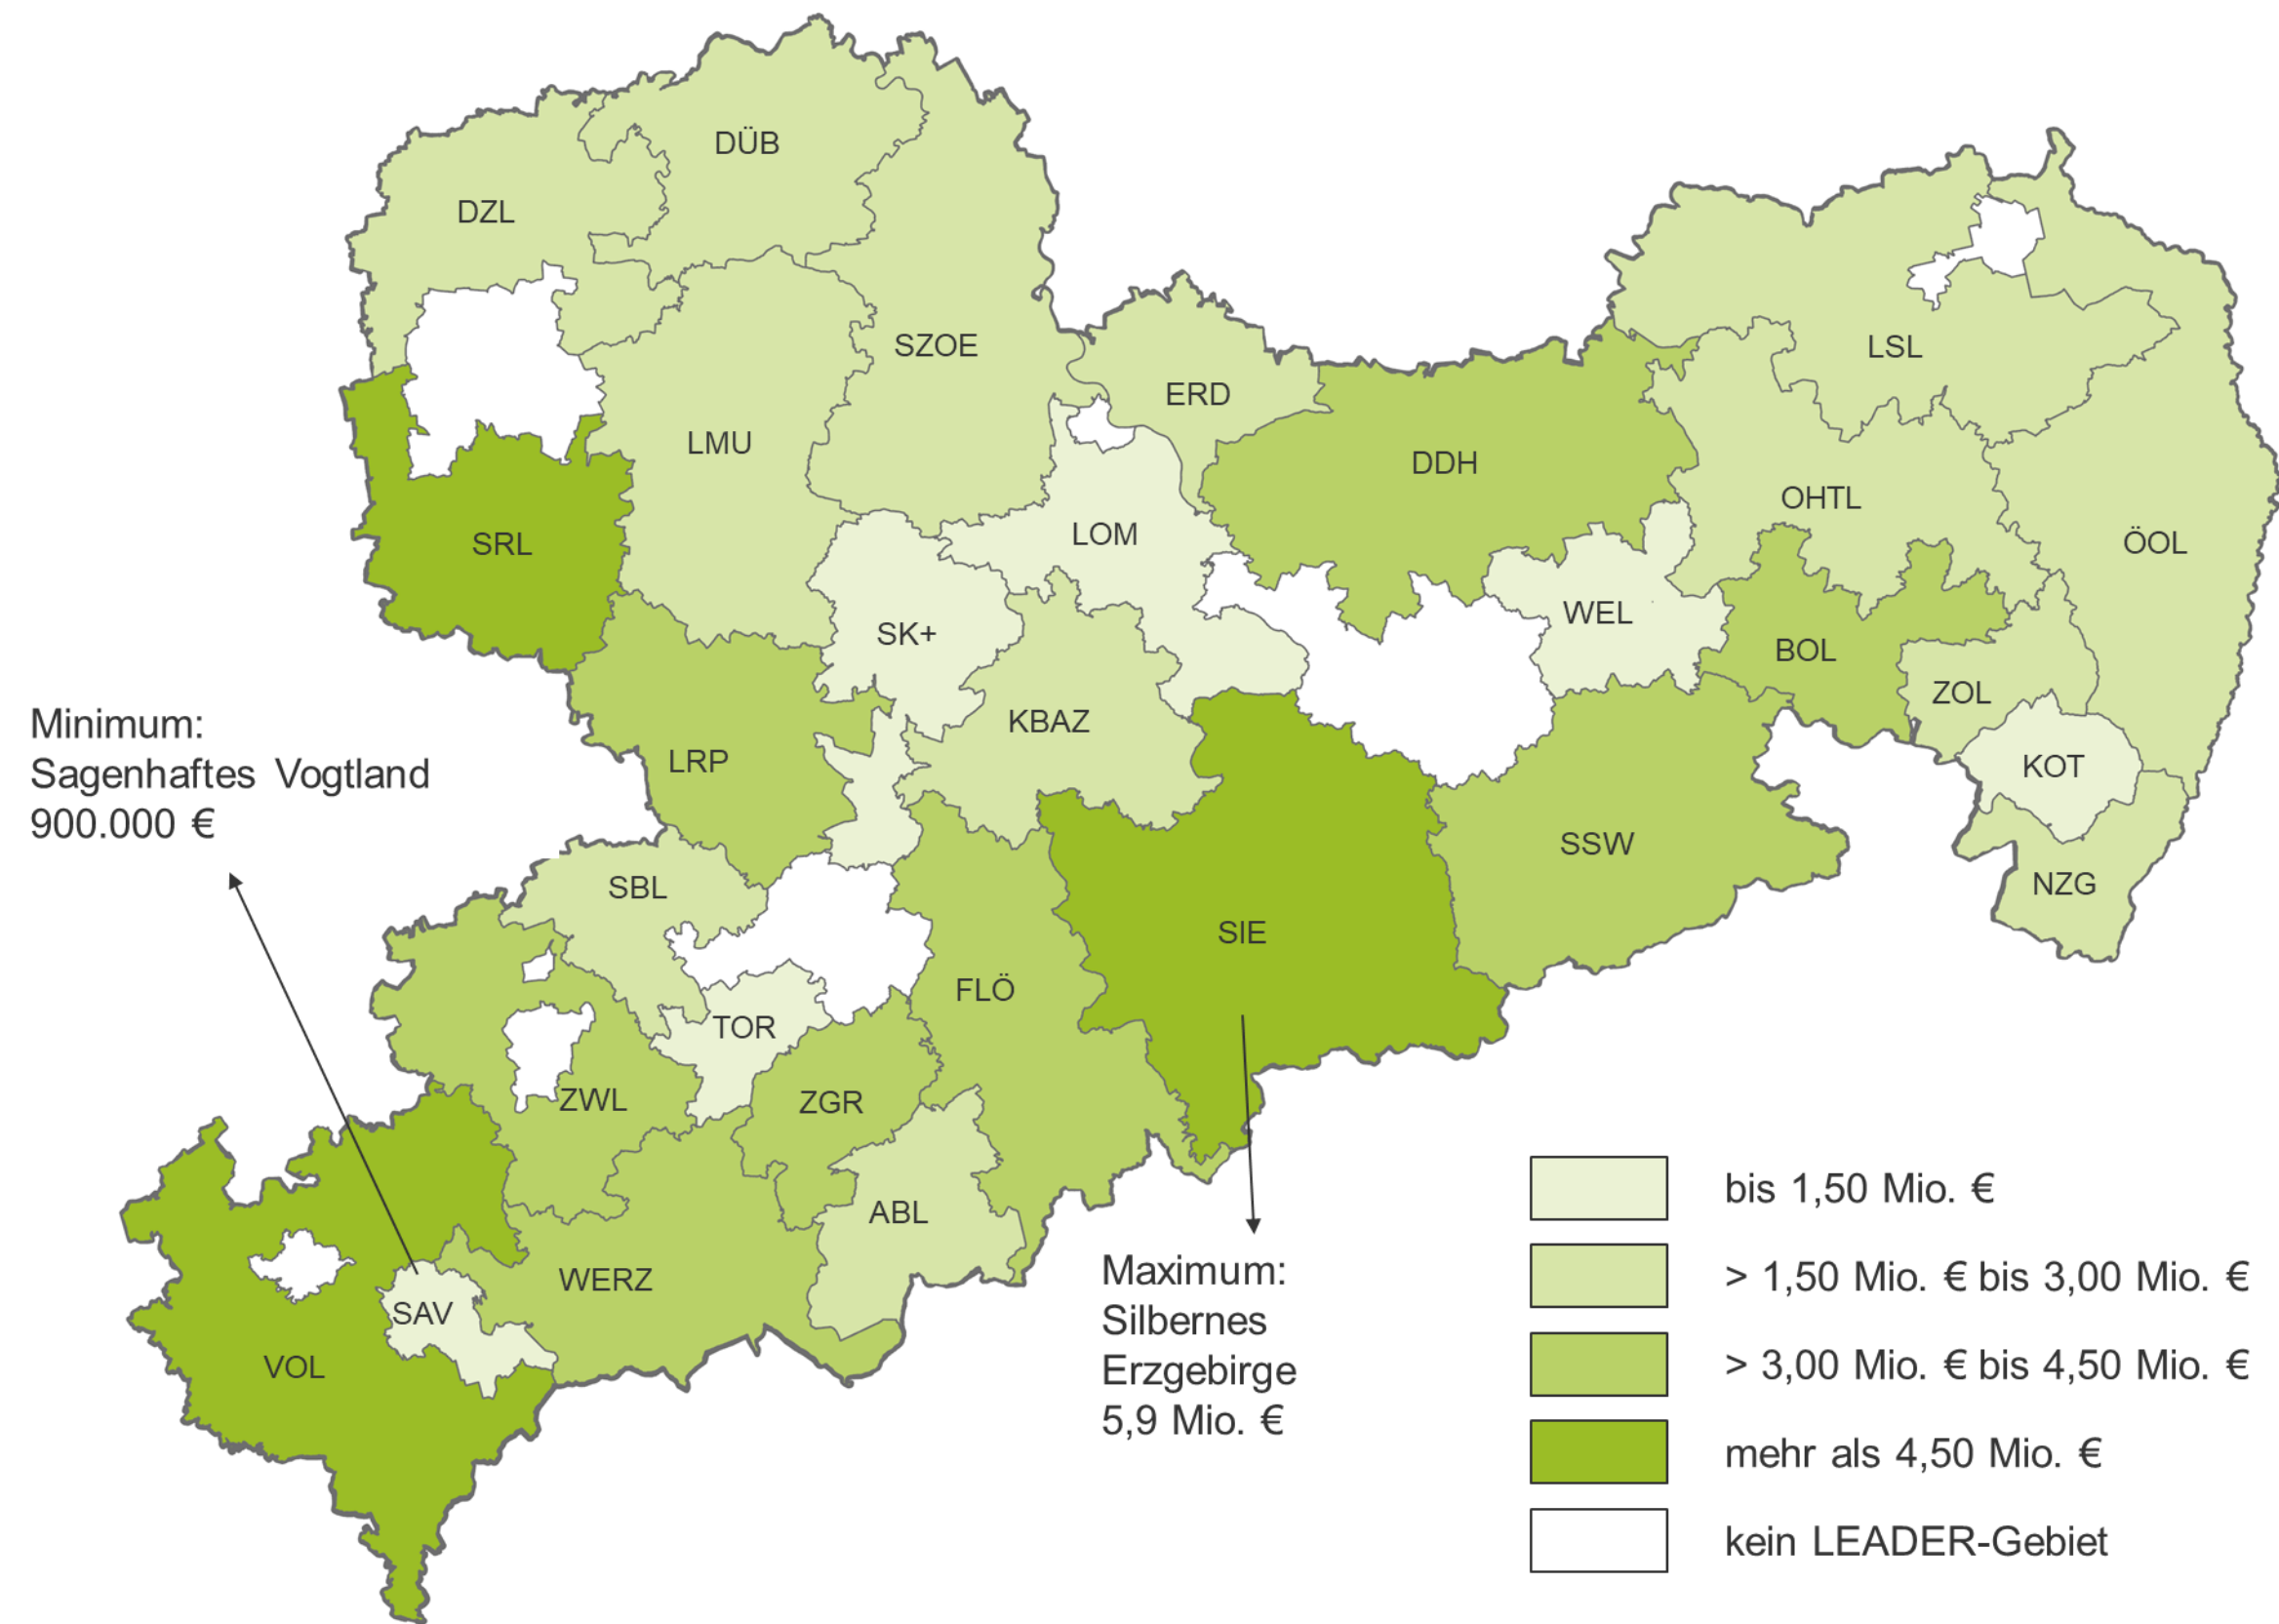 DÜB
DZL
SZOE
LSL
ERD
LMU
DDH
OHTL
LOM
SRL
ÖOL
WEL
SK+
BOL
ZOL
KBAZ
LRP
KOT
Minimum:
Sagenhaftes Vogtland
900.000 €
SSW
SBL
NZG
SIE
FLÖ
TOR
ZWL
ZGR
ABL
WERZ
SAV
VOL
Maximum:
Silbernes
Erzgebirge
5,9 Mio. €
bis 1,50 Mio. €
> 1,50 Mio. € bis 3,00 Mio. €
> 3,00 Mio. € bis 4,50 Mio. €
mehr als 4,50 Mio. €
kein LEADER-Gebiet